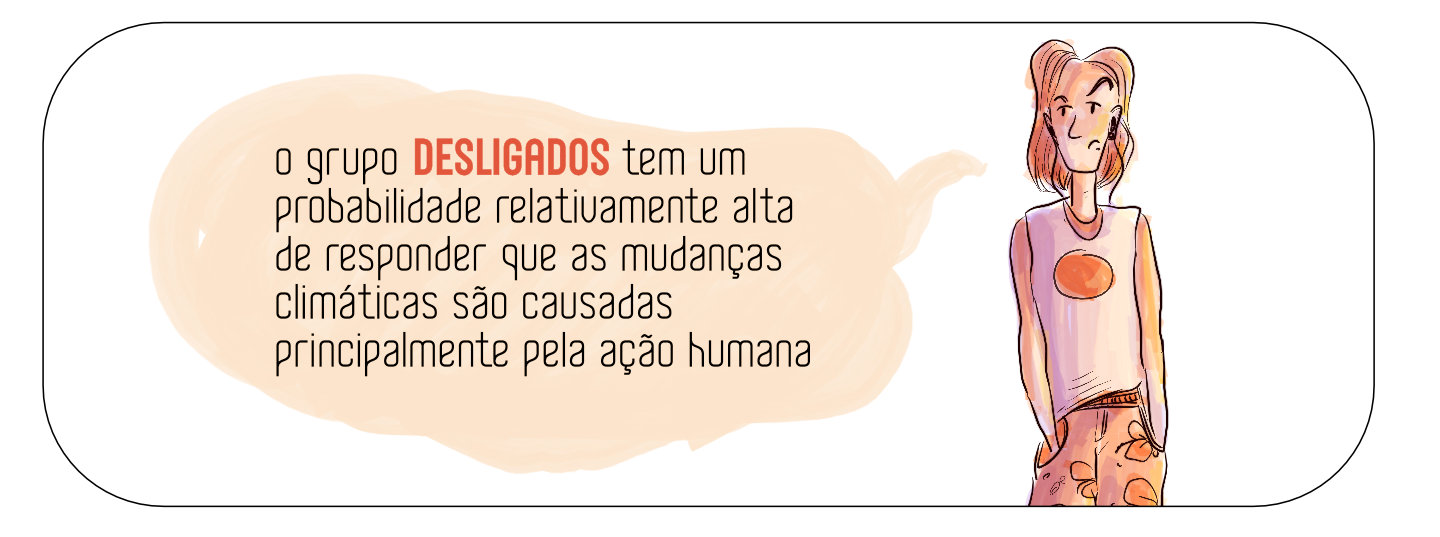 o grupo DESLIGADOS tem um
probabilidade relativamente alta
de responder que as mudanças
climáticas são causadas
principalmente pela ação humana